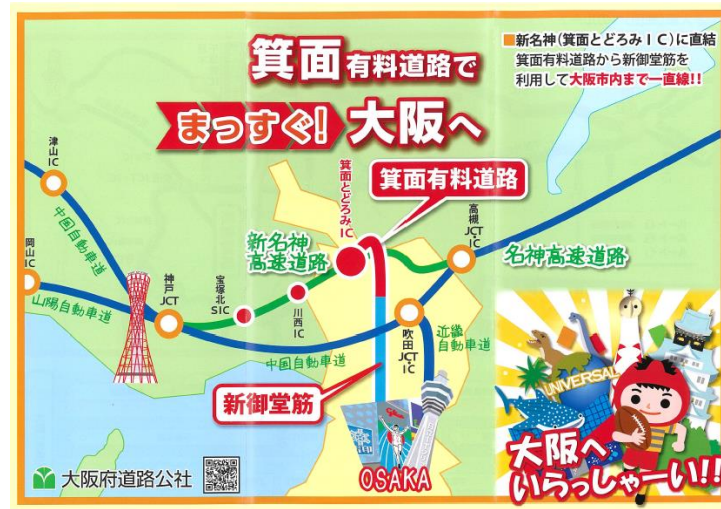 箕面有料道路で
まっすぐ! 大阪へ
■新名神(箕面とどろみIC)に直結
箕面有料道路から新御堂筋を
利用して大阪市内まで一直線!!
津山IC
中国自動車道
岡山IC
山陽自動車道
神戸JCT
宝塚北SIC
川西IC
新名神
高速道路
箕面とどろみIC
箕面有料道路
高槻JCT・IC
名神高速道路
吹田JCT・IC
近畿
自動車道
中国自動車道
新御堂筋
OSAKA
UNIVERSAL
大阪へ
いらっしゃーい!!
大阪府道路公社